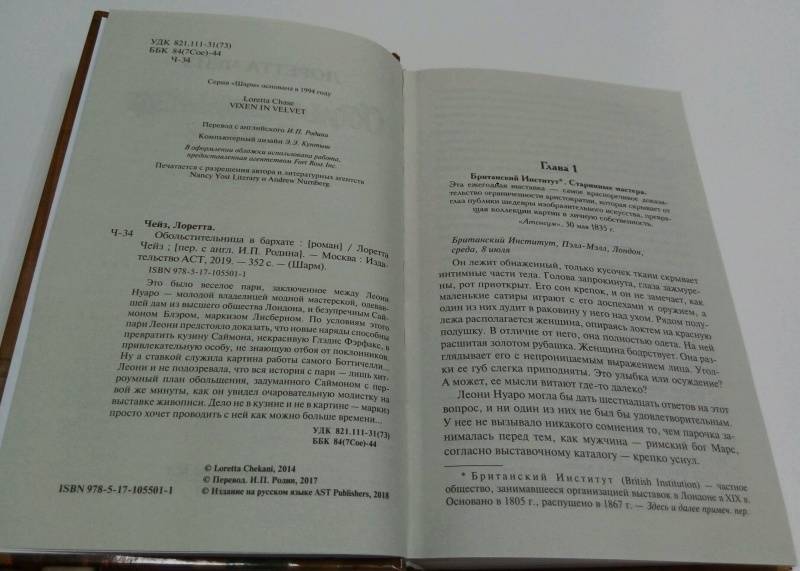 УДК 821.111-31(73)
ББК 84(7Сое)-44
Ч-34
Серия «Шарм» основана в 1994 году
Loretta Chase
VIXEN IN VELVET
Перевод с английского И.П. Родина
Компьютерный дизайн Э.Э. Кунтыш
В оформлении обложки использована работа,
предоставленная агентством Fort Ross Inc.
Печатается с разрешения автора и литературных агентств
Nancy Yost Literary и Andrew Nurnberg.
Чейз, Лоретта.
Ч-34 Обольстительница в бархате : [роман] / Лоретта
Чейз ; [пер. с англ. И.П. Родина]. — Москва : Изда-
тельство АСТ, 2019. — 352 с. — (Шарм).
ISBN 978-5-17-105501-1
Это было веселое пари, заключенное между Леони
Нуаро — молодой владелицей модной мастерской, одевав-
шей дам из высшего общества Лондона, и безупречным Сай-
моном Блэром, маркизом Лисберном. По условиям этого
пари Леони предстояло доказать, что новые наряды способны
превратить кузину Саймона, некрасивую Глэдис Фэрфакс, в
привлекательную особу, не знающую отбоя от поклонников.
Ну а ставкой служила картина работы самого Боттичелли...
Леони и не подозревала, что вся история с пари — лишь хит-
роумный план обольщения, задуманного Саймоном с пер-
вой же минуты, как он увидел очаровательную модистку на
выставке живописи. Дело не в кузине и не в картине — маркиз
просто хочет проводить с ней как можно больше времени...
УДК 821.111-31(73)
ББК 84(7Сое)-44
© Loretta Chekani, 2014
© Перевод. И.П. Родин, 2017
ISBN 978-5-17-105501-1 © Издание на русском языке AST Publishers, 2018
Глава 1
Британский Институт*. Старинные мастера.
Эта ежегодная выставка — самое красноречивое доказа-
тельство ограниченности аристократии, которая скрывает от
глаз публики шедевры изобразительного искусства, превра-
щая коллекции картин в личную собственность.
«Атенеум», 30 мая 1835 г.
Британский Институт, Пэлл-Мэлл, Лондон,
среда, 8 июля
Он лежит обнаженный, только кусочек ткани скрывает
интимные части тела. Голова запрокинута, глаза зажмуре-
ны, рот приоткрыт. Его сон крепок, и он не замечает, как
маленькие сатиры играют с его доспехами и оружием, а
один из них дудит в раковину у него над ухом. Рядом полу-
лежа располагается женщина, опираясь локтем на красную
подушку. В отличие от него, она полностью одета. На ней
расшитая золотом рубашка. Женщина бодрствует. Она раз-
глядывает его с непроницаемым выражением лица. Угол-
ки ее губ слегка приподняты. Это улыбка или осуждение?
А может, ее мысли витают где-то далеко?
Леони Нуаро могла бы дать шестнадцать ответов на этот
вопрос, и ни один из них не был бы удовлетворительным.
У нее не вызывало никакого сомнения то, чем парочка за-
нималась перед тем, как мужчина — римский бог Марс,
согласно выставочному каталогу — крепко уснул.
* Британский Институт (British Institution) — частное
общество, занимавшееся организацией выставок в Лондоне в XIX в.
Основано в 1805 г., распущено в 1867 г. — Здесь и далее примеч. пер.